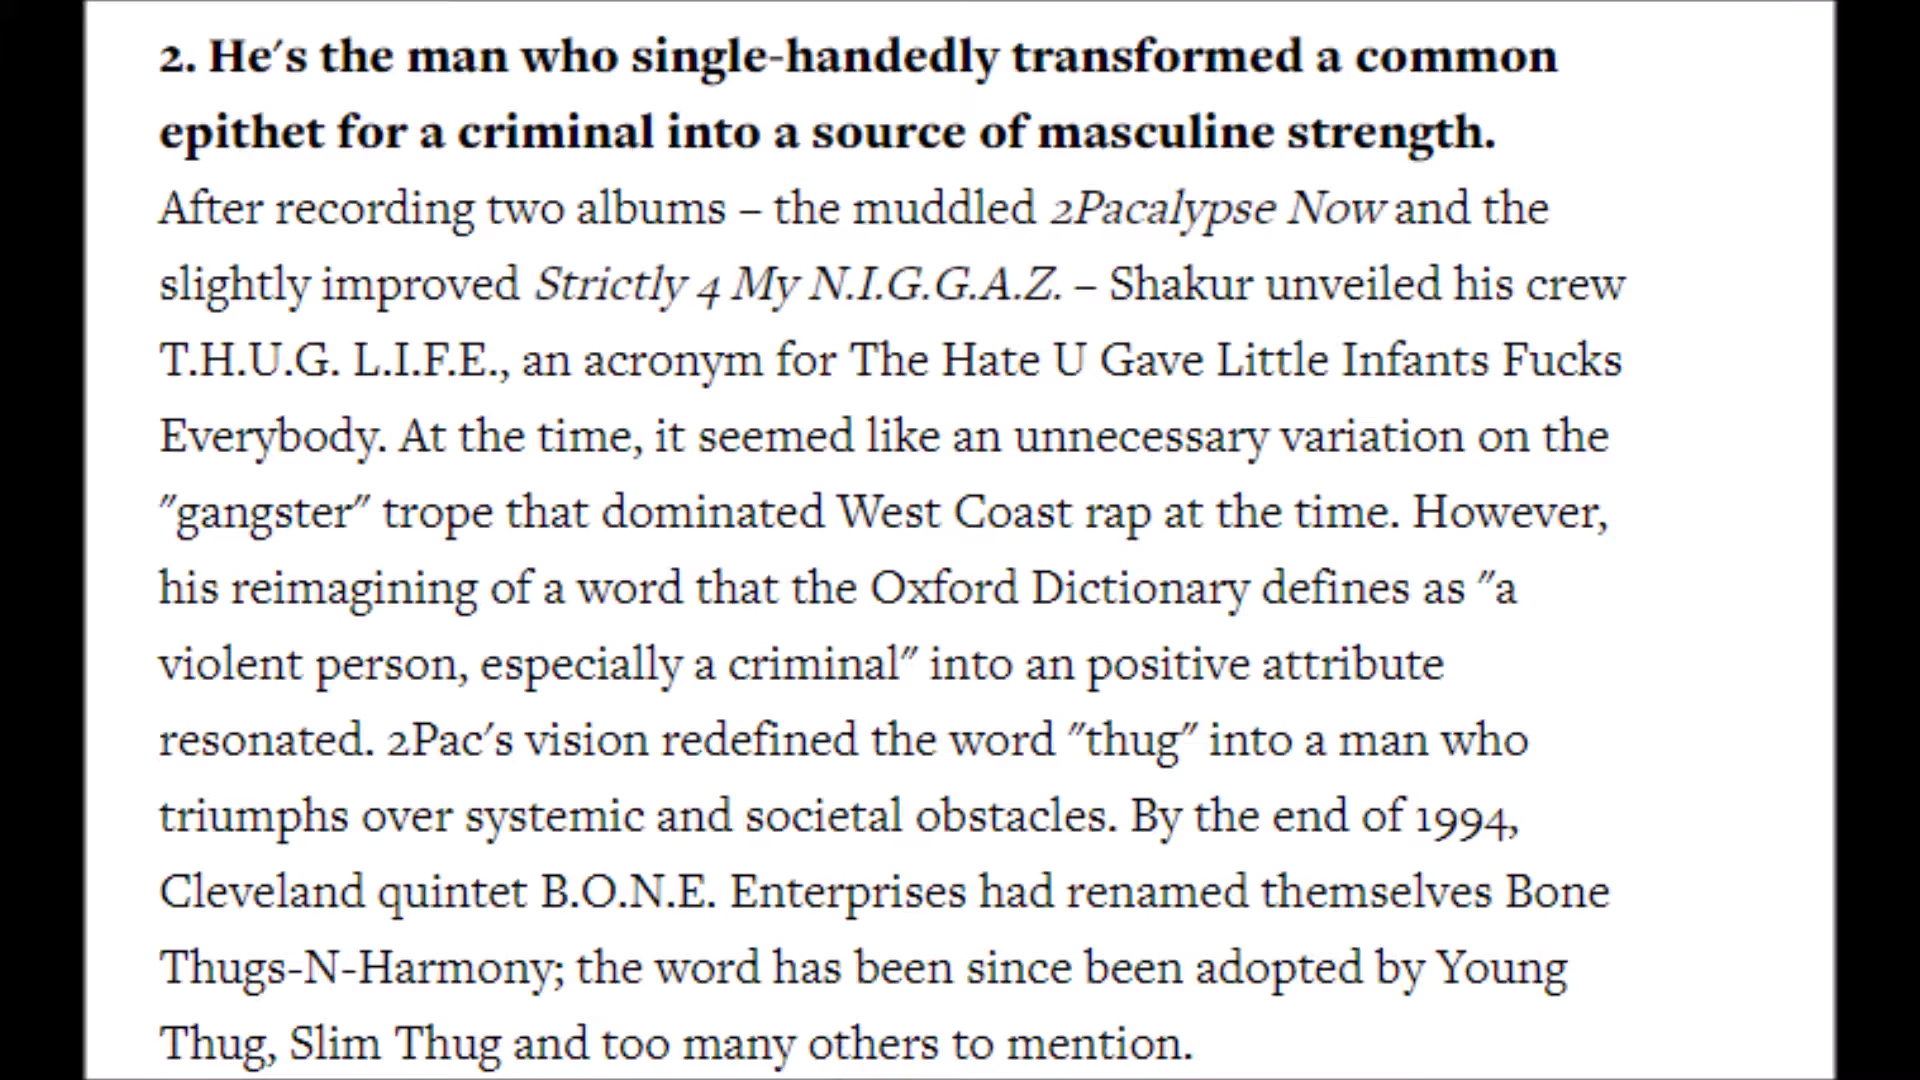 2. He's the man who single-handedly transformed a common
epithet for a criminal into a source of masculine strength.
After recording two albums – the muddled 2Pacalypse Now and the
slightly improved Strictly 4 My N.I.G.G.A.Z. – Shakur unveiled his crew
T.H.U.G. L.I.F.E., an acronym for The Hate U Gave Little Infants Fucks
Everybody. At the time, it seemed like an unnecessary variation on the
"gangster" trope that dominated West Coast rap at the time. However,
his reimagining of a word that the Oxford Dictionary defines as "a
violent person, especially a criminal" into an positive attribute
resonated. 2Pac's vision redefined the word "thug" into a man who
triumphs over systemic and societal obstacles. By the end of 1994,
Cleveland quintet B.O.N.E. Enterprises had renamed themselves Bone
Thugs-N-Harmony; the word has been since been adopted by Young
Thug, Slim Thug and too many others to mention.